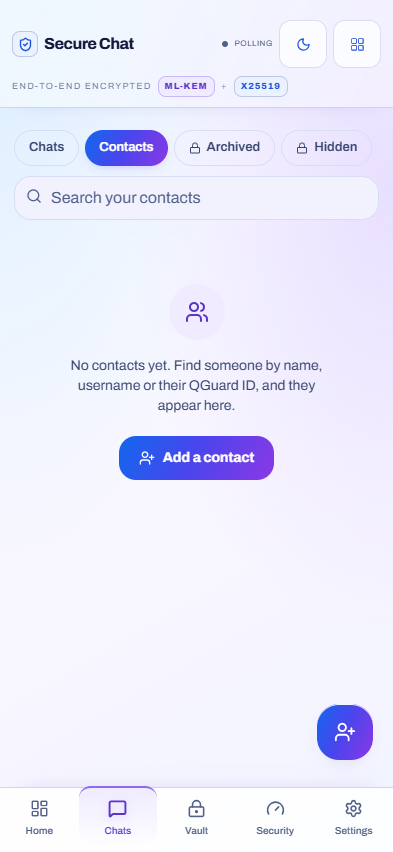 Secure Chat
POLLING
END-TO-END ENCRYPTED ML-KEM + X25519
Chats
Contacts
Archived
Hidden
Search your contacts
No contacts yet. Find someone by name,
username or their QGuard ID, and they
appear here.
Add a contact
Home
Chats
Vault
Security
Settings